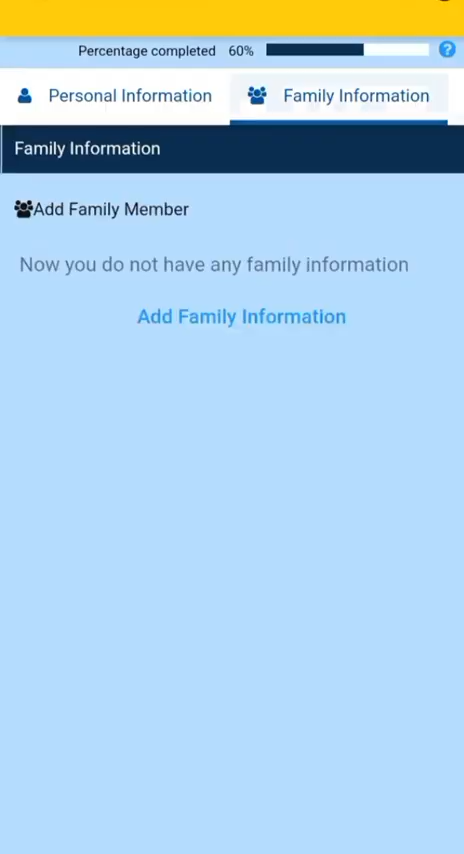 Percentage completed 60% ?
Personal Information Family Information
Family Information
Add Family Member
Now you do not have any family information
Add Family Information